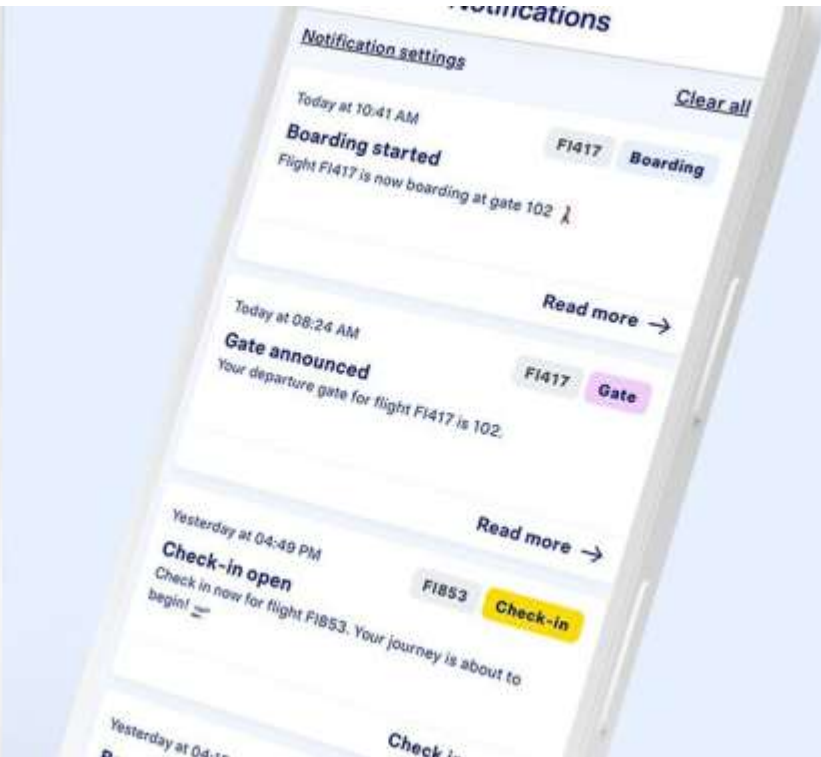 Notifications
Notification settings
Clear all
Today at 10:41 AM
FI417
Boarding
Boarding started
Flight FI417 is now boarding at gate 102
Read more →
Today at 08:24 AM
FI417
Gate
Gate announced
Your departure gate for flight FI417 is 102.
Read more →
Yesterday at 04:49 PM
FI853
Check-in
Check-in open
Check in now for flight FI853. Your journey is about to
begin!
Check
Yesterday at